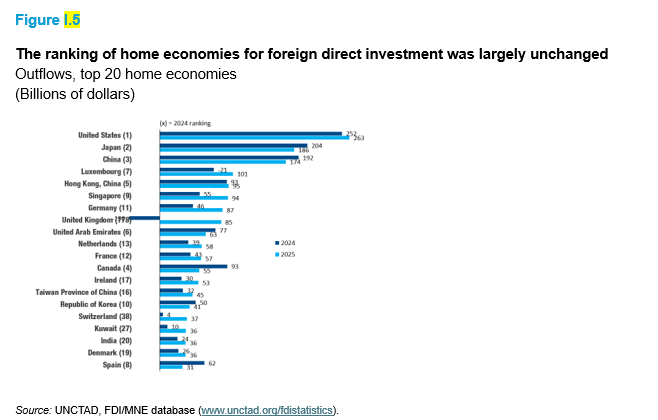 Figure I.5
The ranking of home economies for foreign direct investment was largely unchanged
Outflows, top 20 home economies
(Billions of dollars)
(x) = 2024 ranking
United States (1) 252 263
Japan (2) 204 186
China (3) 192 174
Luxembourg (7) 101
Hong Kong, China (5) 93 95
Singapore (9) 55 94
Germany (11) 46 87
United Kingdom 85
United Arab Emirates (6) 77 63
Netherlands (13) 39 58
2024
France (12) 43 57
2025
Canada (4) 93 55
Ireland (17) 30 53
Taiwan Province of China (16) 32 45
Republic of Korea (10) 50 41
Switzerland (38) 4 37
Kuwait (27) 10 36
India (20) 24 36
Denmark (19) 26 36
Spain (8) 62 31
Source: UNCTAD, FDI/MNE database (www.unctad.org/fdistatistics).